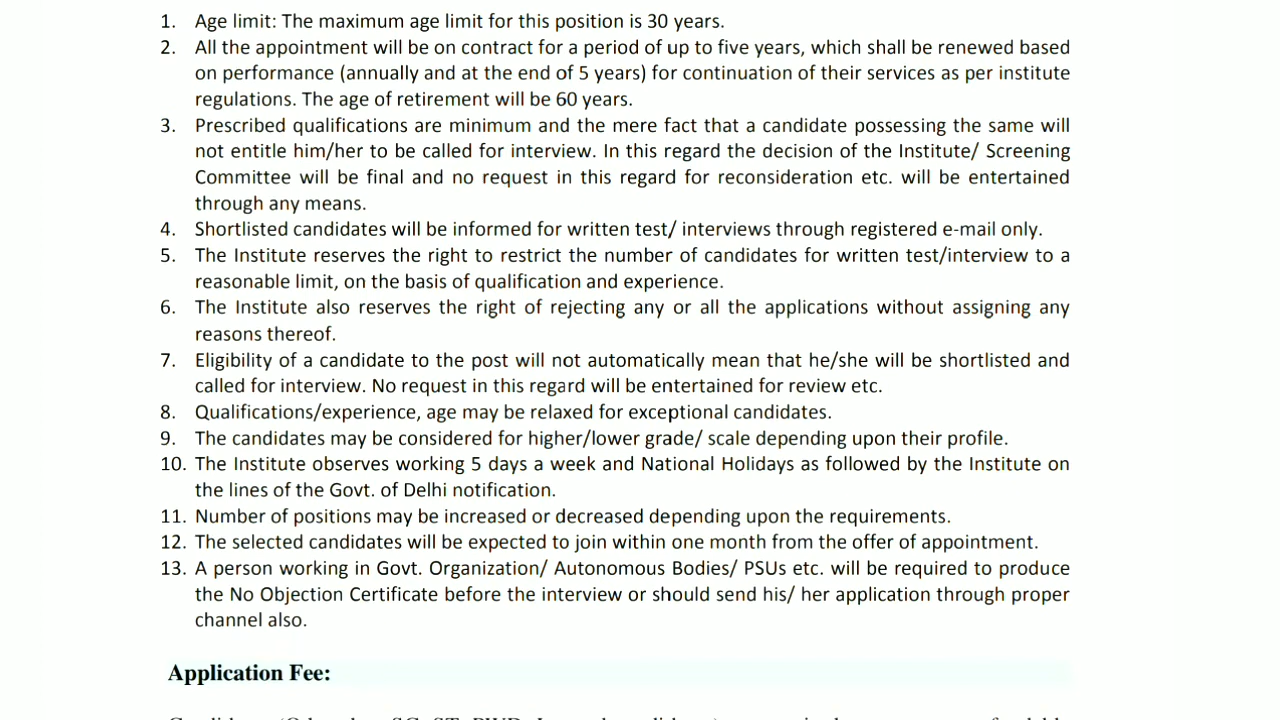 1. Age limit: The maximum age limit for this position is 30 years.
2. All the appointment will be on contract for a period of up to five years, which shall be renewed based
on performance (annually and at the end of 5 years) for continuation of their services as per institute
regulations. The age of retirement will be 60 years.
3. Prescribed qualifications are minimum and the mere fact that a candidate possessing the same will
not entitle him/her to be called for interview. In this regard the decision of the Institute/ Screening
Committee will be final and no request in this regard for reconsideration etc. will be entertained
through any means.
4. Shortlisted candidates will be informed for written test/ interviews through registered e-mail only.
5. The Institute reserves the right to restrict the number of candidates for written test/interview to a
reasonable limit, on the basis of qualification and experience.
6. The Institute also reserves the right of rejecting any or all the applications without assigning any
reasons thereof.
7. Eligibility of a candidate to the post will not automatically mean that he/she will be shortlisted and
called for interview. No request in this regard will be entertained for review etc.
8. Qualifications/experience, age may be relaxed for exceptional candidates.
9. The candidates may be considered for higher/lower grade/ scale depending upon their profile.
10. The Institute observes working 5 days a week and National Holidays as followed by the Institute on
the lines of the Govt. of Delhi notification.
11. Number of positions may be increased or decreased depending upon the requirements.
12. The selected candidates will be expected to join within one month from the offer of appointment.
13. A person working in Govt. Organization/ Autonomous Bodies/ PSUs etc. will be required to produce
the No Objection Certificate before the interview or should send his/ her application through proper
channel also.
Application Fee: